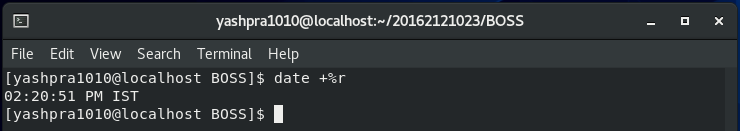 yashpra1010@localhost:~/20162121023/BOSS
File Edit View Search Terminal Help
[yashpra1010@localhost BOSS]$ date +%r
02:20:51 PM IST
[yashpra1010@localhost BOSS]$